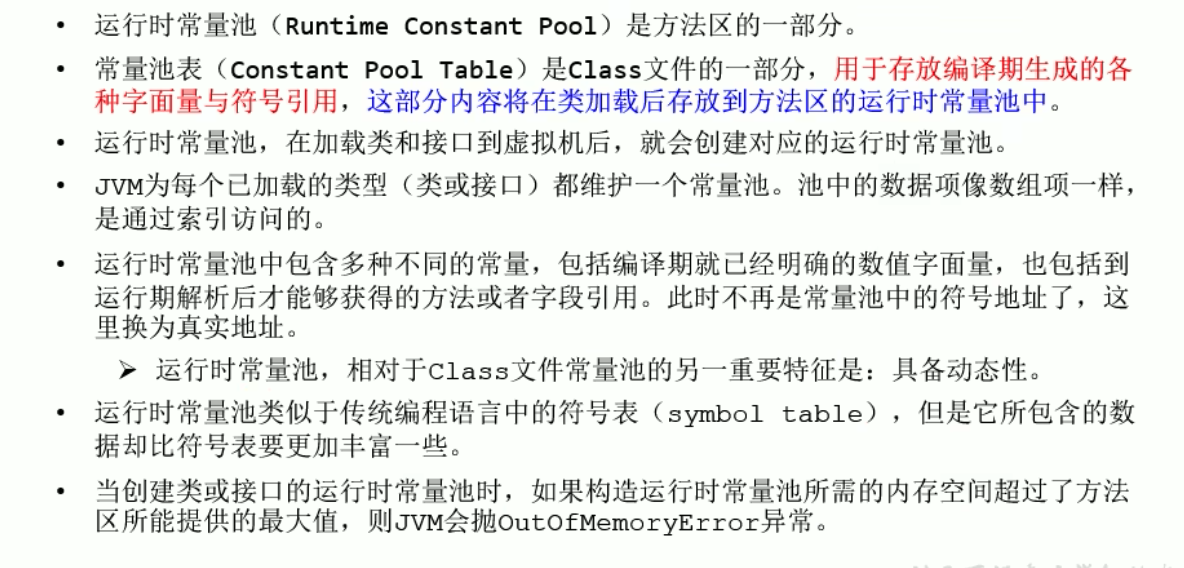 • 运行时常量池（Runtime Constant Pool）是方法区的一部分。
• 常量池表（Constant Pool Table）是Class文件的一部分，用于存放编译期生成的各
种字面量与符号引用，这部分内容将在类加载后存放到方法区的运行时常量池中。
• 运行时常量池，在加载类和接口到虚拟机后，就会创建对应的运行时常量池。
• JVM为每个已加载的类型（类或接口）都维护一个常量池。池中的数据项像数组项一样，
是通过索引访问的。
• 运行时常量池中包含多种不同的常量，包括编译期就已经明确的数值字面量，也包括到
运行期解析后才能够获得的方法或者字段引用。此时不再是常量池中的符号地址了，这
里换为真实地址。
➢ 运行时常量池，相对于Class文件常量池的另一重要特征是：具备动态性。
• 运行时常量池类似于传统编程语言中的符号表（symbol table），但是它所包含的数
据却比符号表要更加丰富一些。
• 当创建类或接口的运行时常量池时，如果构造运行时常量池所需的内存空间超过了方法
区所能提供的最大值，则JVM会抛OutOfMemoryError异常。